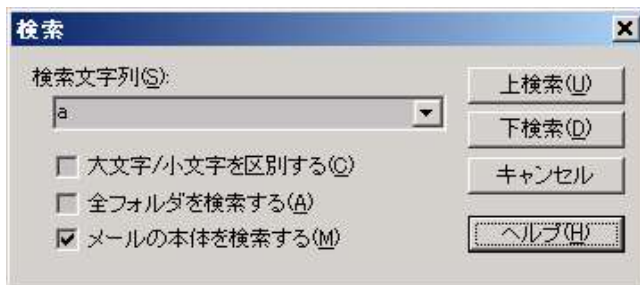 検索
検索文字列(S):
a
上検索(U)
下検索(D)
キャンセル
ヘルプ(H)
大文字/小文字を区別する(C)
全フォルダを検索する(A)
メールの本体を検索する(M)